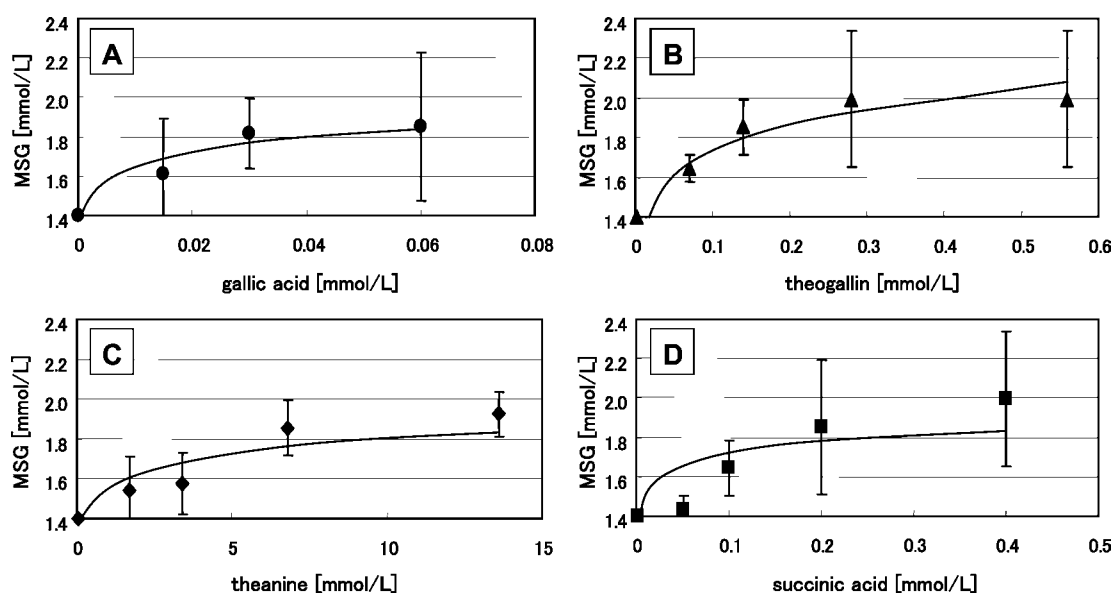 A
MSG [mmol/L]
2.4
2.2
2.0
1.8
1.6
1.4
0 0.02 0.04 0.06 0.08
gallic acid [mmol/L]
B
MSG [mmol/L]
2.4
2.2
2.0
1.8
1.6
1.4
0 0.1 0.2 0.3 0.4 0.5 0.6
theogallin [mmol/L]
C
MSG [mmol/L]
2.4
2.2
2.0
1.8
1.6
1.4
0 5 10 15
theanine [mmol/L]
D
MSG [mmol/L]
2.4
2.2
2.0
1.8
1.6
1.4
0 0.1 0.2 0.3 0.4 0.5
succinic acid [mmol/L]